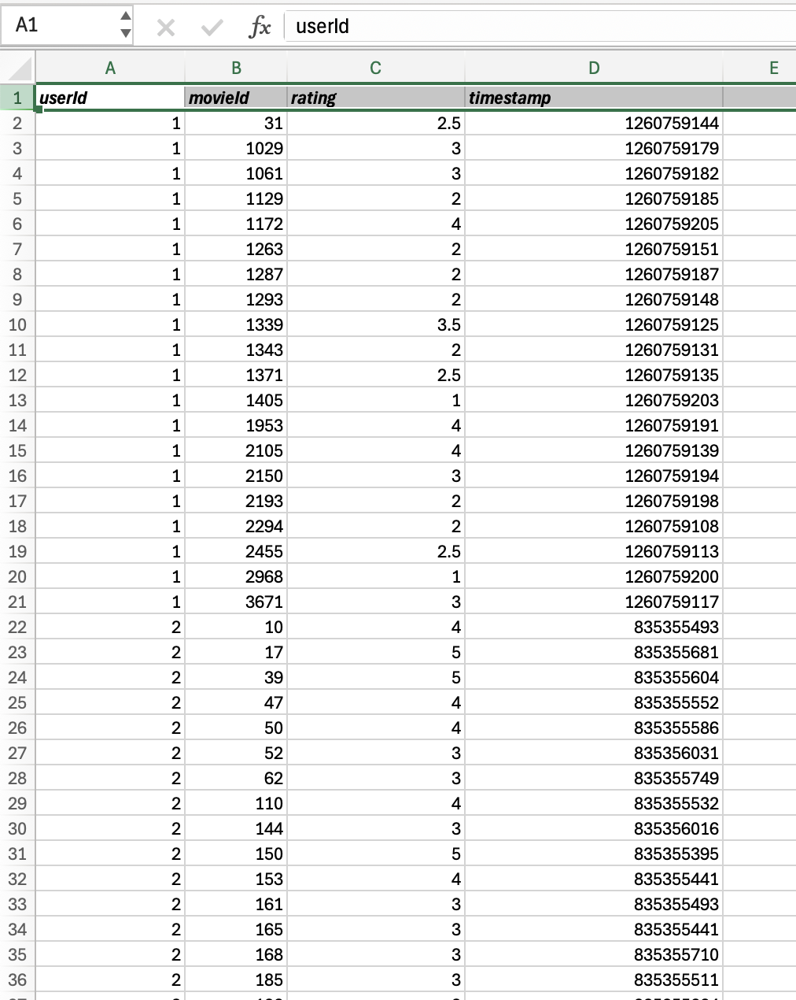 A1 fx userId
A B C D E
1 userId movieId rating timestamp
2 1 31 2.5 1260759144
3 1 1029 3 1260759179
4 1 1061 3 1260759182
5 1 1129 2 1260759185
6 1 1172 4 1260759205
7 1 1263 2 1260759151
8 1 1287 2 1260759187
9 1 1293 2 1260759148
10 1 1339 3.5 1260759125
11 1 1343 2 1260759131
12 1 1371 2.5 1260759135
13 1 1405 1 1260759203
14 1 1953 4 1260759191
15 1 2105 4 1260759139
16 1 2150 3 1260759194
17 1 2193 2 1260759198
18 1 2294 2 1260759108
19 1 2455 2.5 1260759113
20 1 2968 1 1260759200
21 1 3671 3 1260759117
22 2 10 4 835355493
23 2 17 5 835355681
24 2 39 5 835355604
25 2 47 4 835355552
26 2 50 4 835355586
27 2 52 3 835356031
28 2 62 3 835355749
29 2 110 4 835355532
30 2 144 3 835356016
31 2 150 5 835355395
32 2 153 4 835355441
33 2 161 3 835355493
34 2 165 3 835355441
35 2 168 3 835355710
36 2 185 3 835355511